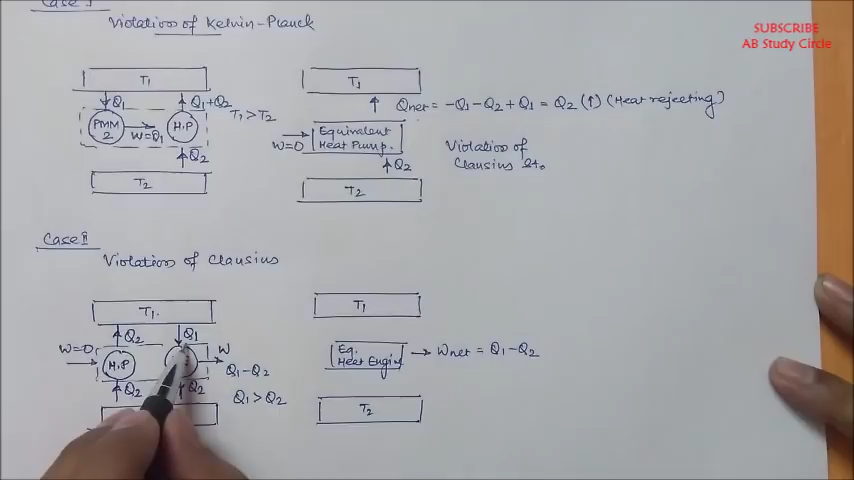 Case I
Violation of Kelvin-Planck
SUBSCRIBE
AB Study Circle
T1
Q1
Q1+Q2
T1>T2
PMM 2
W=Q1
H.P
Q2
T2
T1
Qnet = -Q1-Q2+Q1 = Q2 (↑) (Heat rejecting)
W=0
Equivalent
Heat Pump.
Q2
T2
Violation of
Clausius st.
Case II
Violation of Clausius
T1.
Q2
Q1
W=0
H.P
W
Q1-Q2
Q2
Q2
Q1>Q2
T1
Eq.
Heat Engine
Wnet = Q1-Q2
T2